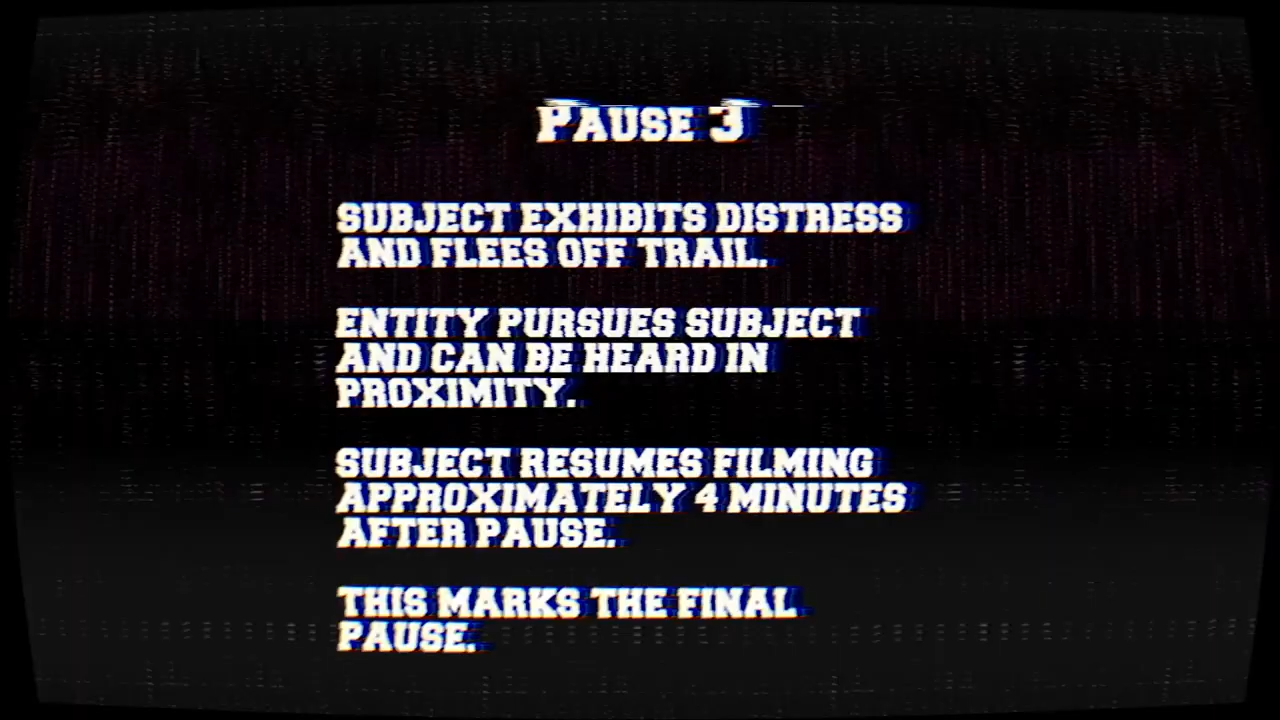 PAUSE 3
SUBJECT EXHIBITS DISTRESS
AND FLEES OFF TRAIL.
ENTITY PURSUES SUBJECT
AND CAN BE HEARD IN
PROXIMITY.
SUBJECT RESUMES FILMING
APPROXIMATELY 4 MINUTES
AFTER PAUSE.
THIS MARKS THE FINAL
PAUSE.